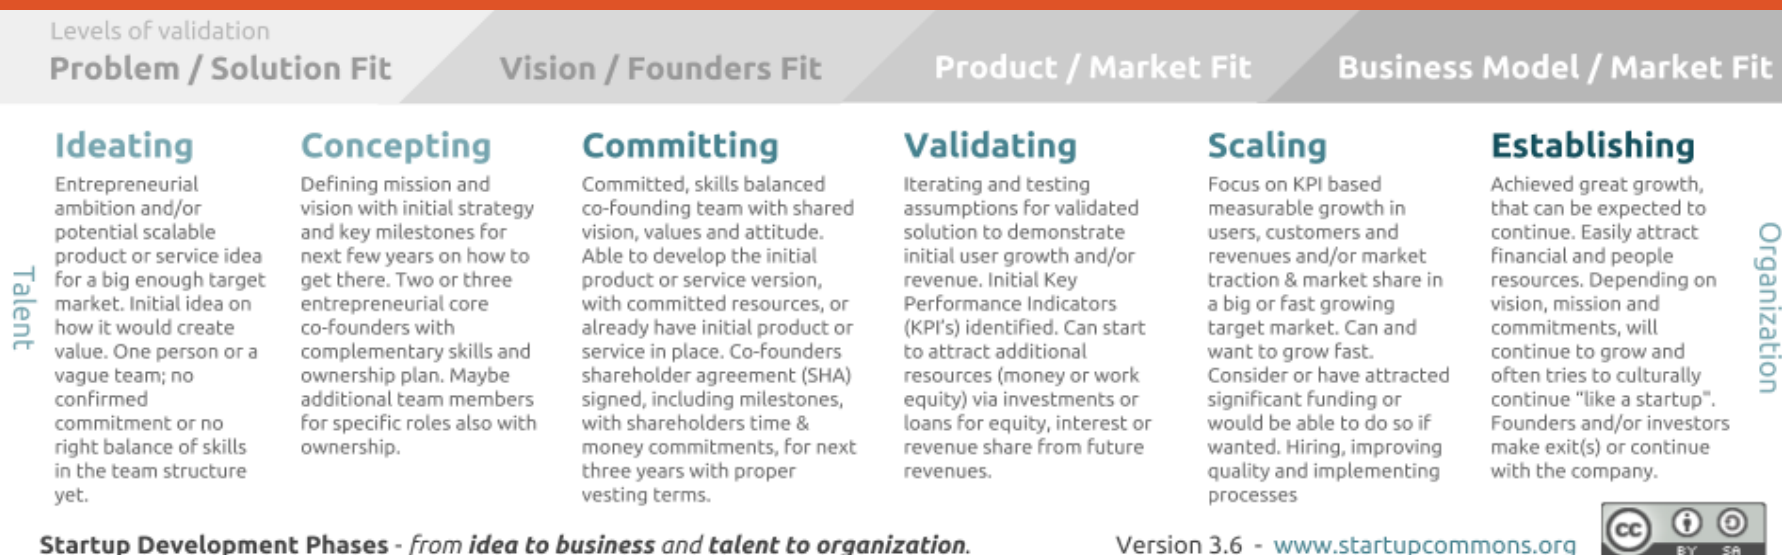 Levels of validation
Problem / Solution Fit
Vision / Founders Fit
Product / Market Fit
Business Model / Market Fit
Talent
Ideating
Entrepreneurial
ambition and/or
potential scalable
product or service idea
for a big enough target
market. Initial idea on
how it would create
value. One person or a
vague team; no
confirmed
commitment or no
right balance of skills
in the team structure
yet.
Concepting
Defining mission and
vision with initial strategy
and key milestones for
next few years on how to
get there. Two or three
entrepreneurial core
co-founders with
complementary skills and
ownership plan. Maybe
additional team members
for specific roles also with
ownership.
Committing
Committed, skills balanced
co-founding team with shared
vision, values and attitude.
Able to develop the initial
product or service version,
with committed resources, or
already have initial product or
service in place. Co-founders
shareholder agreement (SHA)
signed, including milestones,
with shareholders time &
money commitments, for next
three years with proper
vesting terms.
Validating
Iterating and testing
assumptions for validated
solution to demonstrate
initial user growth and/or
revenue. Initial Key
Performance Indicators
(KPI's) identified. Can start
to attract additional
resources (money or work
equity) via investments or
loans for equity, interest or
revenue share from future
revenues.
Scaling
Focus on KPI based
measurable growth in
users, customers and
revenues and/or market
traction & market share in
a big or fast growing
target market. Can and
want to grow fast.
Consider or have attracted
significant funding or
would be able to do so if
wanted. Hiring, improving
quality and implementing
processes
Establishing
Achieved great growth,
that can be expected to
continue. Easily attract
financial and people
resources. Depending on
vision, mission and
commitments, will
continue to grow and
often tries to culturally
continue "like a startup".
Founders and/or investors
make exit(s) or continue
with the company.
Organization
Startup Development Phases - from idea to business and talent to organization.
Version 3.6 - www.startupcommons.org
cc
BY SA